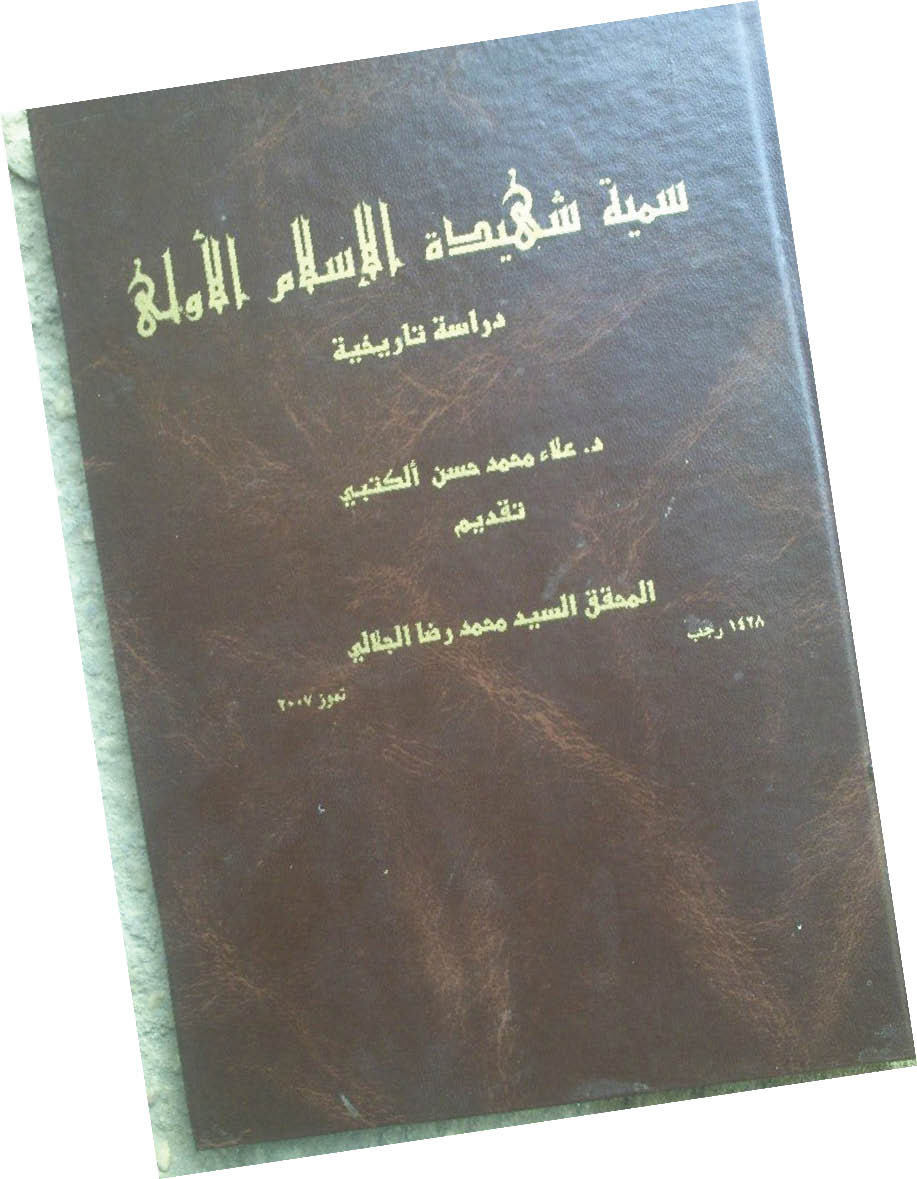 سمية شهيدة الإسلام الأولى
دراسة تاريخية
د. علاء محمد حسن ألكتبي
تقديم
المحقق السيد محمد رضا الجلالي
١٤٢٨ رجب
تموز ٢٠٠٧